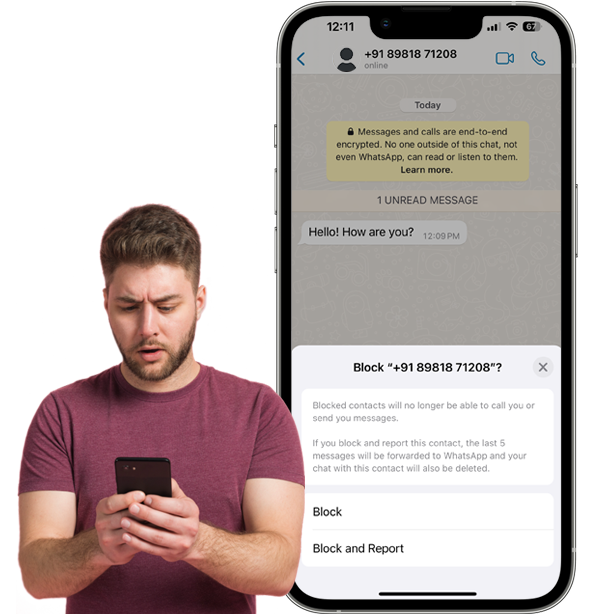 12:11
67
+91 89818 71208
online
Today
Messages and calls are end-to-end
encrypted. No one outside of this chat, not
even WhatsApp, can read or listen to them.
Learn more.
1 UNREAD MESSAGE
Hello! How are you? 12:09 PM
Block “+91 89818 71208”?
Blocked contacts will no longer be able to call you or
send you messages.
If you block and report this contact, the last 5
messages will be forwarded to WhatsApp and your
chat with this contact will also be deleted.
Block
Block and Report